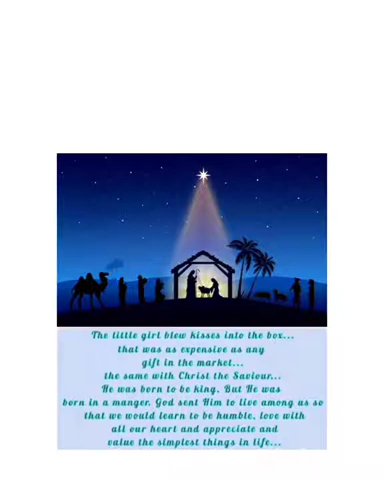 The little girl blew kisses into the box...
that was as expensive as any
gift in the market...
the same with Christ the Saviour...
He was born to be king. But He was
born in a manger. God sent Him to live among us so
that we would learn to be humble, love with
all our heart and appreciate and
value the simplest things in life...